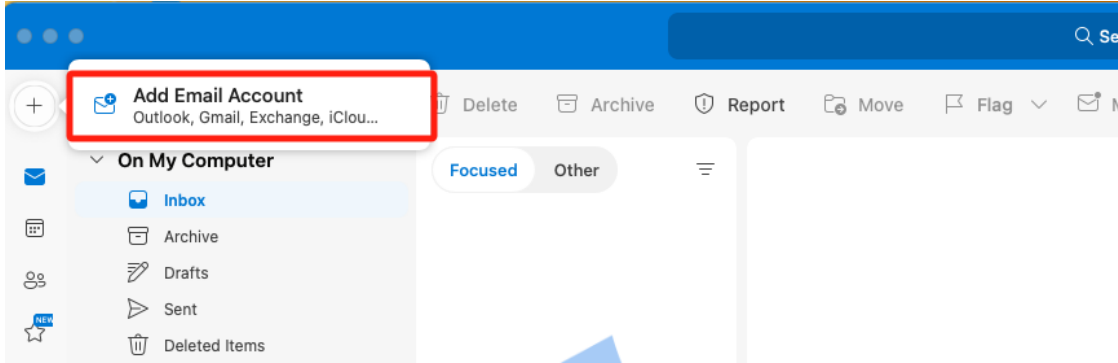 Se
Add Email Account
Outlook, Gmail, Exchange, iClou...
Delete
Archive
Report
Move
Flag
On My Computer
Focused
Other
Inbox
Archive
Drafts
Sent
NEW
Deleted Items